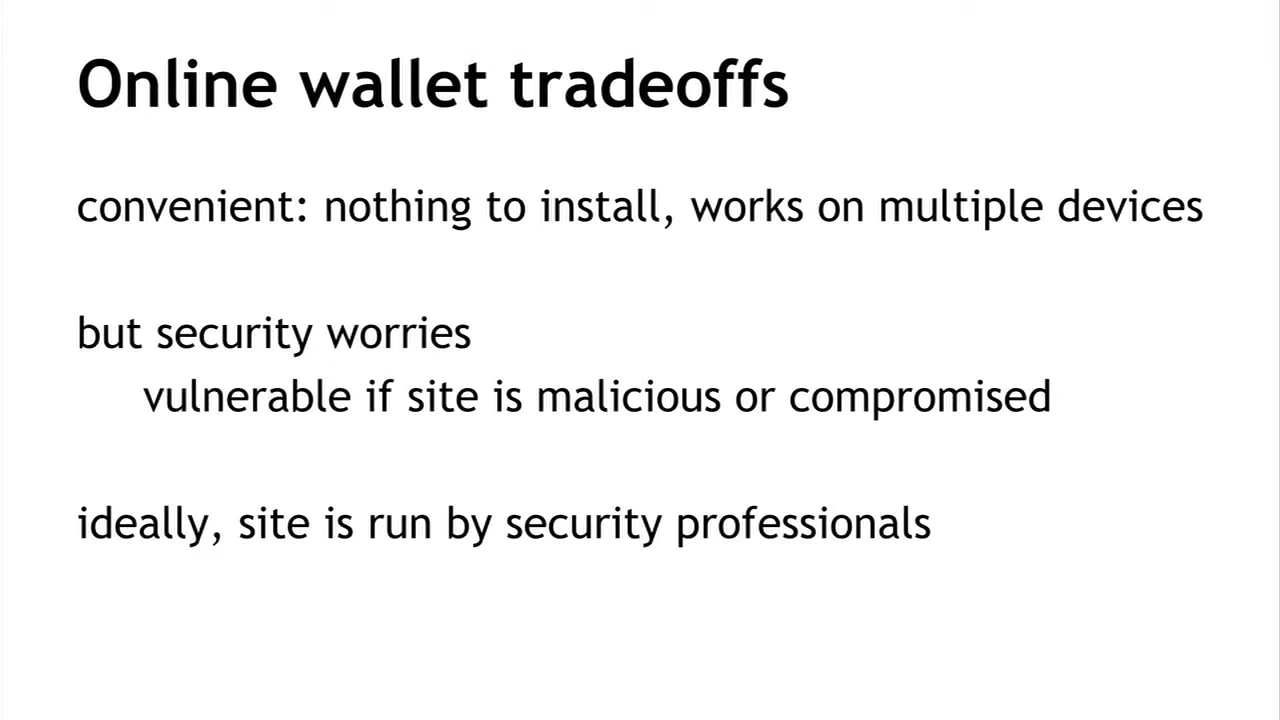 Online wallet tradeoffs
convenient: nothing to install, works on multiple devices
but security worries
vulnerable if site is malicious or compromised
ideally, site is run by security professionals